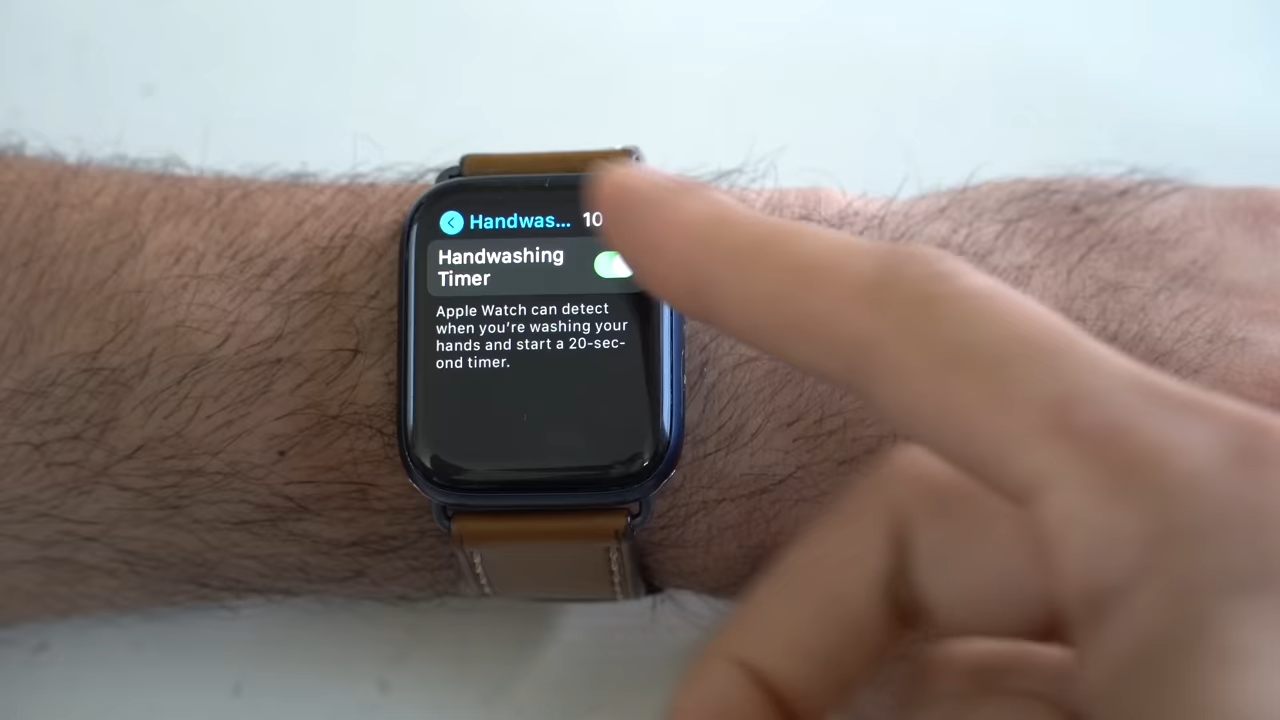 Handwas... 10
Handwashing
Timer
Apple Watch can detect
when you're washing your
hands and start a 20-sec-
ond timer.